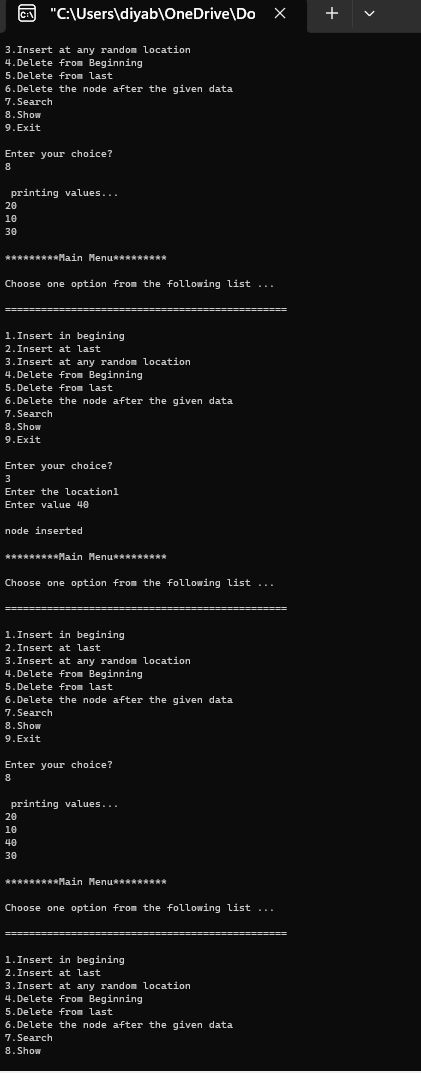 "C:\Users\diyab\OneDrive\Do
3.Insert at any random location
4.Delete from Beginning
5.Delete from last
6.Delete the node after the given data
7.Search
8.Show
9.Exit
Enter your choice?
8
printing values...
20
10
30
*********Main Menu*********
Choose one option from the following list ...
===============================================
1.Insert in begining
2.Insert at last
3.Insert at any random location
4.Delete from Beginning
5.Delete from last
6.Delete the node after the given data
7.Search
8.Show
9.Exit
Enter your choice?
3
Enter the location1
Enter value 40
node inserted
*********Main Menu*********
Choose one option from the following list ...
===============================================
1.Insert in begining
2.Insert at last
3.Insert at any random location
4.Delete from Beginning
5.Delete from last
6.Delete the node after the given data
7.Search
8.Show
9.Exit
Enter your choice?
8
printing values...
20
10
40
30
*********Main Menu*********
Choose one option from the following list ...
===============================================
1.Insert in begining
2.Insert at last
3.Insert at any random location
4.Delete from Beginning
5.Delete from last
6.Delete the node after the given data
7.Search
8.Show